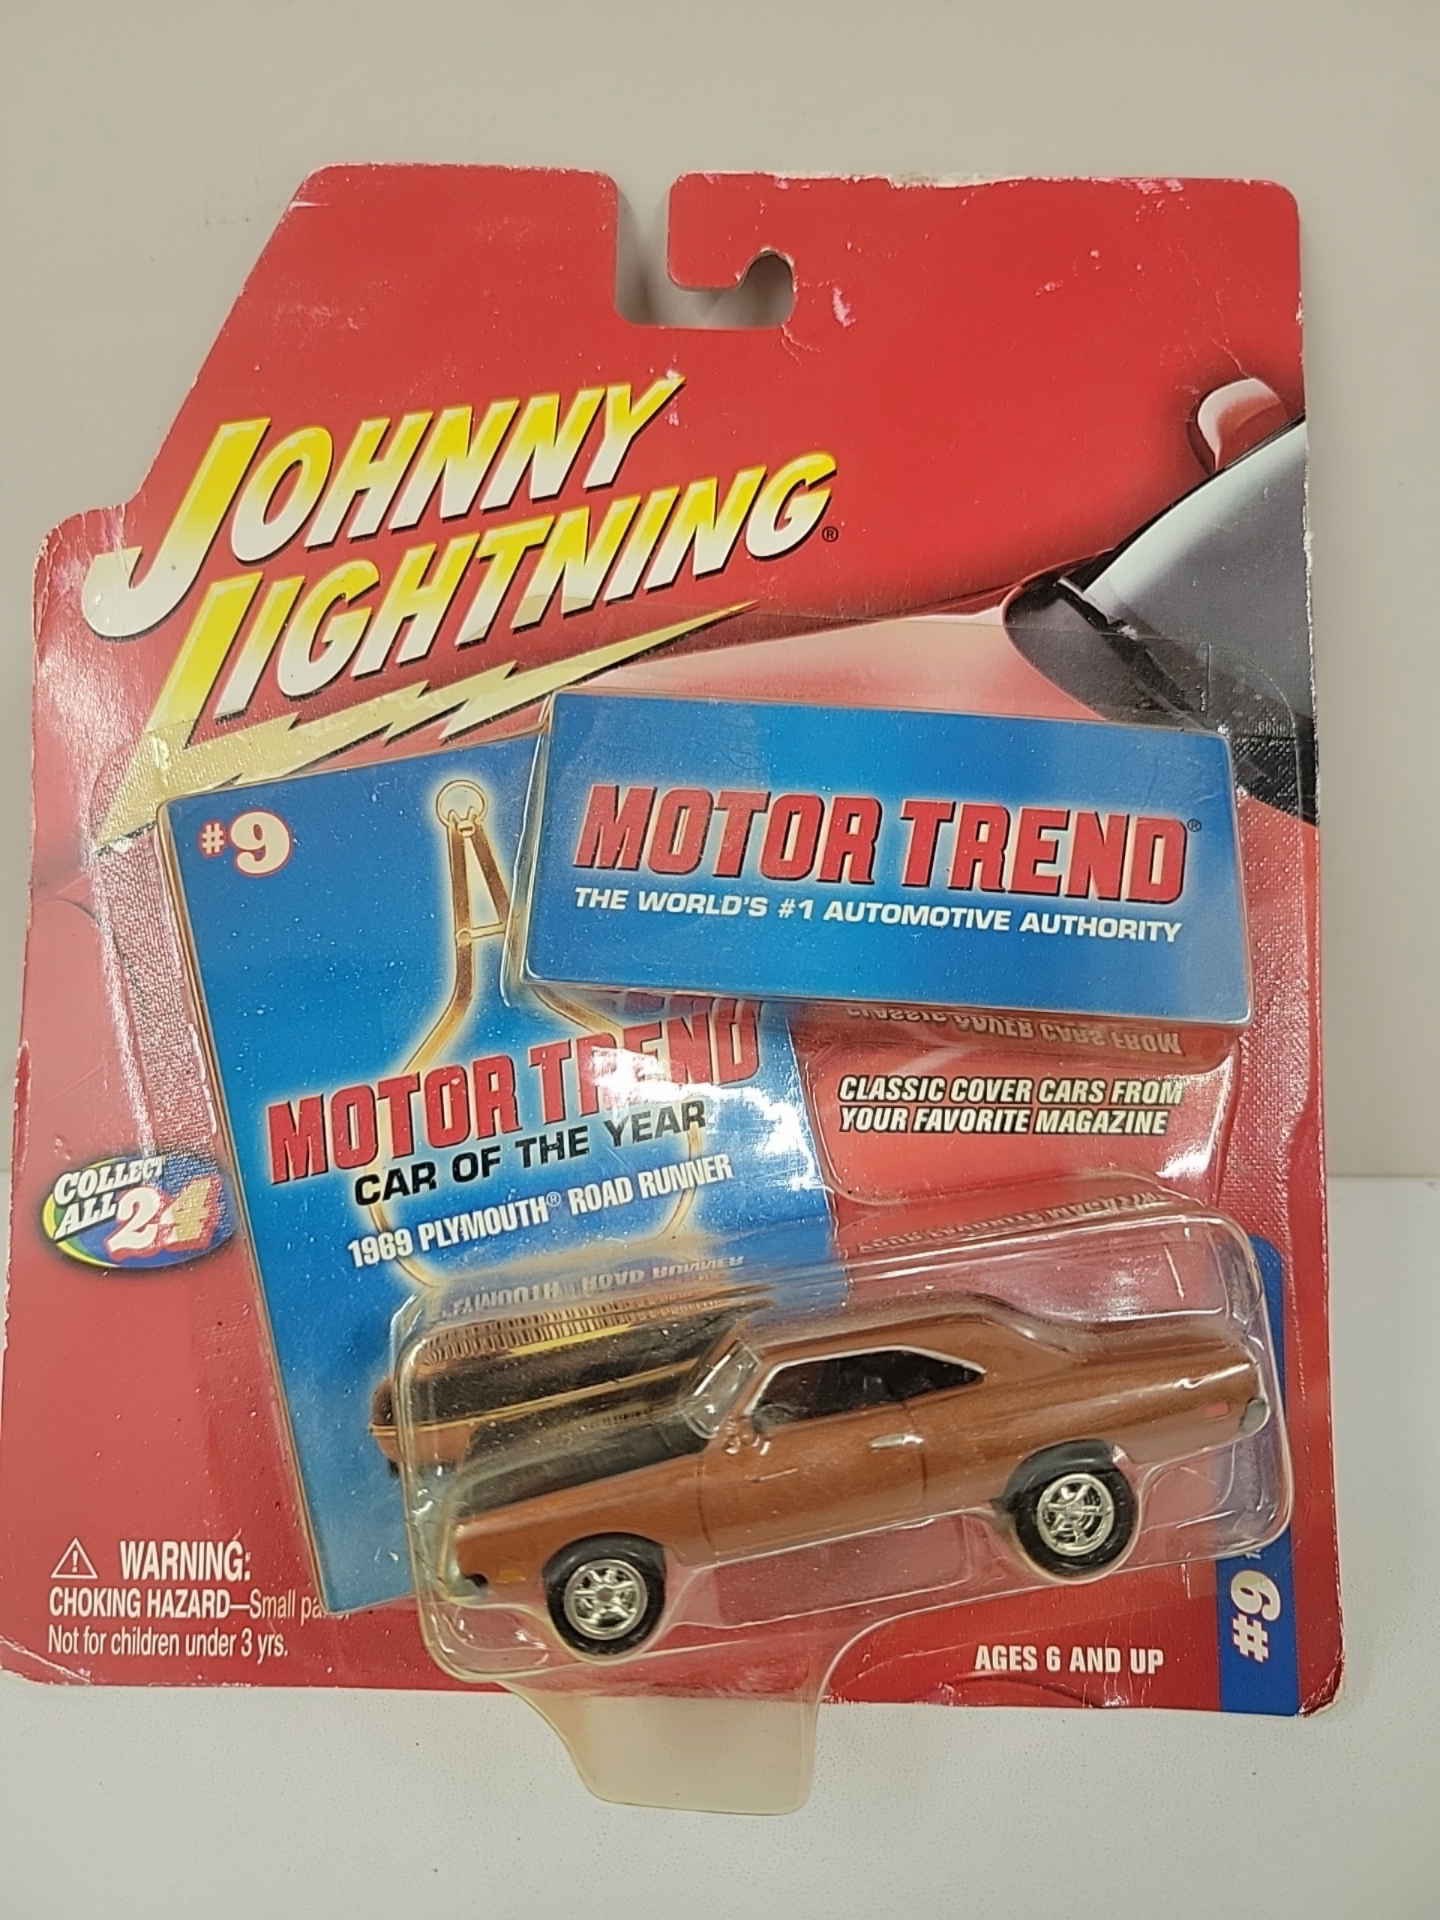 JOHNNY
LIGHTNING®
MOTOR TREND®
THE WORLD'S #1 AUTOMOTIVE AUTHORITY
#9
MOTOR TREND
CAR OF THE YEAR
1969 PLYMOUTH® ROAD RUNNER
CLASSIC COVER CARS FROM
YOUR FAVORITE MAGAZINE
COLLECT
ALL 24
⚠ WARNING:
CHOKING HAZARD—Small
Not for children under 3 yrs.
AGES 6 AND UP
#9